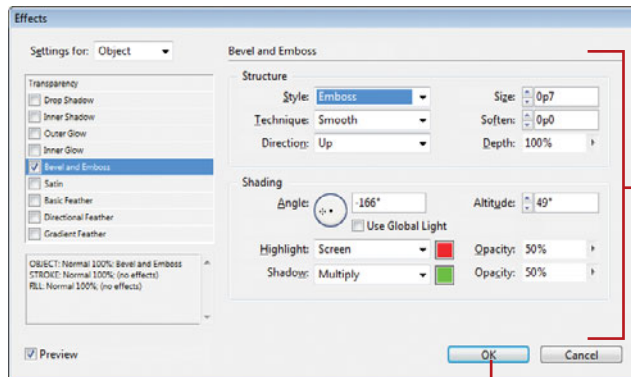 Effects
Settings for: Object
Transparency
Drop Shadow
Inner Shadow
Outer Glow
Inner Glow
Bevel and Emboss
Satin
Basic Feather
Directional Feather
Gradient Feather
OBJECT: Normal 100%; Bevel and Emboss
STROKE: Normal 100%; (no effects)
FILL: Normal 100%; (no effects)
Preview
Bevel and Emboss
Structure
Style: Emboss Size: 0p7
Technique: Smooth Soften: 0p0
Direction: Up Depth: 100%
Shading
Angle: -166° Altitude: 49°
Use Global Light
Highlight: Screen Opacity: 50%
Shadow: Multiply Opacity: 50%
OK Cancel